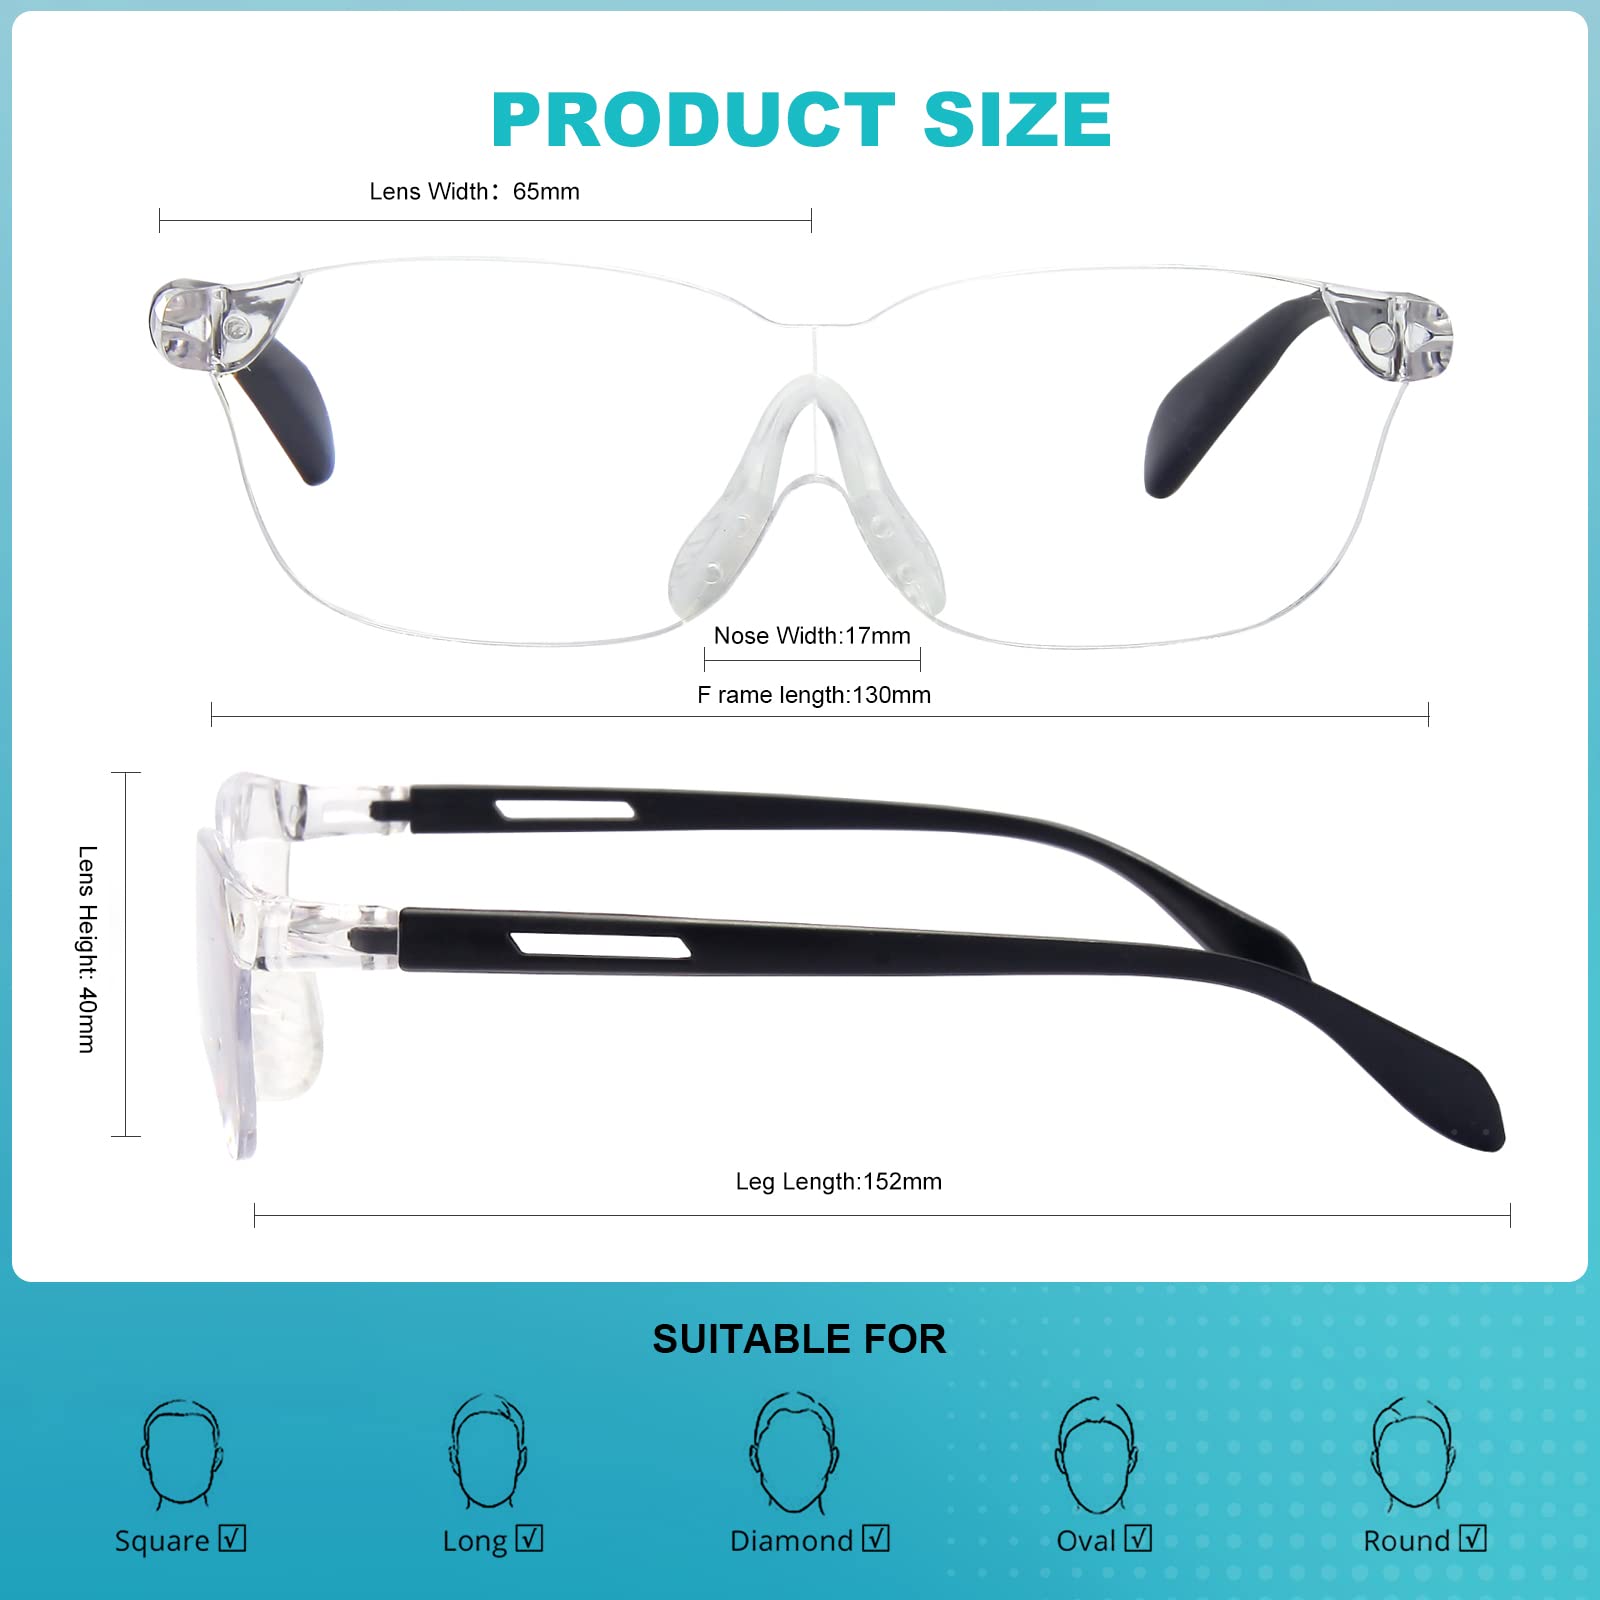 PRODUCT SIZE
Lens Width：65mm
Nose Width:17mm
F rame length:130mm
Lens Height: 40mm
Leg Length:152mm
SUITABLE FOR
Square ☑ Long ☑ Diamond ☑ Oval ☑ Round ☑